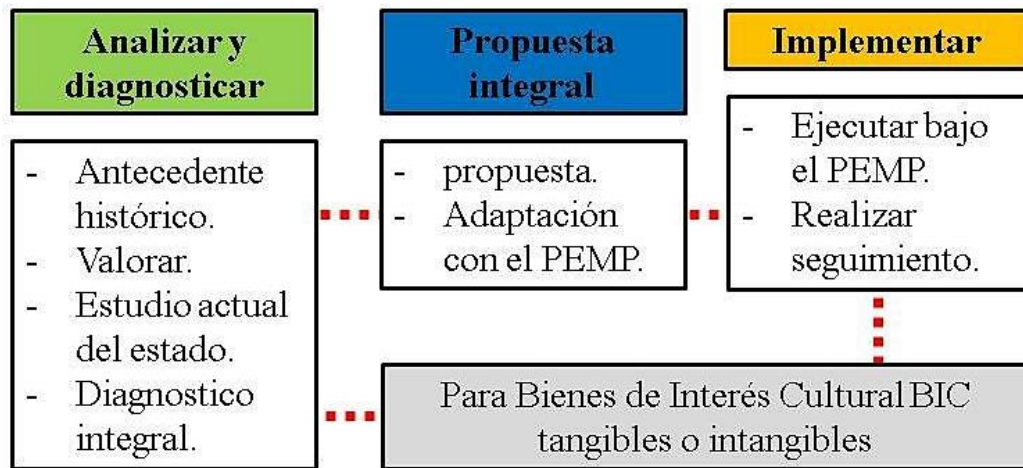 Analizar y
diagnosticar
- Antecedente
histórico.
- Valorar.
- Estudio actual
del estado.
- Diagnostico
integral.
Propuesta
integral
- propuesta.
- Adaptación
con el PEMP.
Implementar
- Ejecutar bajo
el PEMP.
- Realizar
seguimiento.
Para Bienes de Interés Cultural BIC
tangibles o intangibles